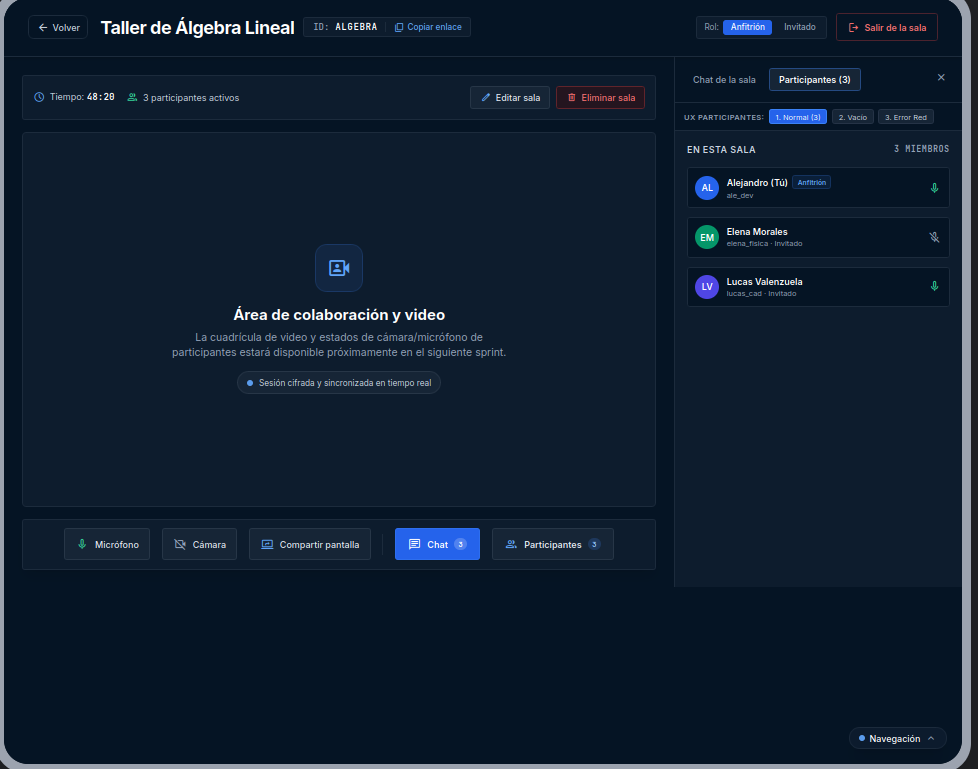 Volver
Taller de Álgebra Lineal
ID: ALGEBRA
Copiar enlace
Rol: Anfitrión Invitado
Salir de la sala
Tiempo: 48:20
3 participantes activos
Editar sala
Eliminar sala
Chat de la sala
Participantes (3)
UX PARTICIPANTES:
1. Normal (3)
2. Vacío
3. Error Red
EN ESTA SALA
3 MIEMBROS
AL
Alejandro (Tú) Anfitrión
ale_dev
EM
Elena Morales
elena_fisica · Invitado
LV
Lucas Valenzuela
lucas_cad · Invitado
Área de colaboración y video
La cuadrícula de video y estados de cámara/micrófono de
participantes estará disponible próximamente en el siguiente sprint.
Sesión cifrada y sincronizada en tiempo real
Micrófono
Cámara
Compartir pantalla
Chat 3
Participantes 3
Navegación